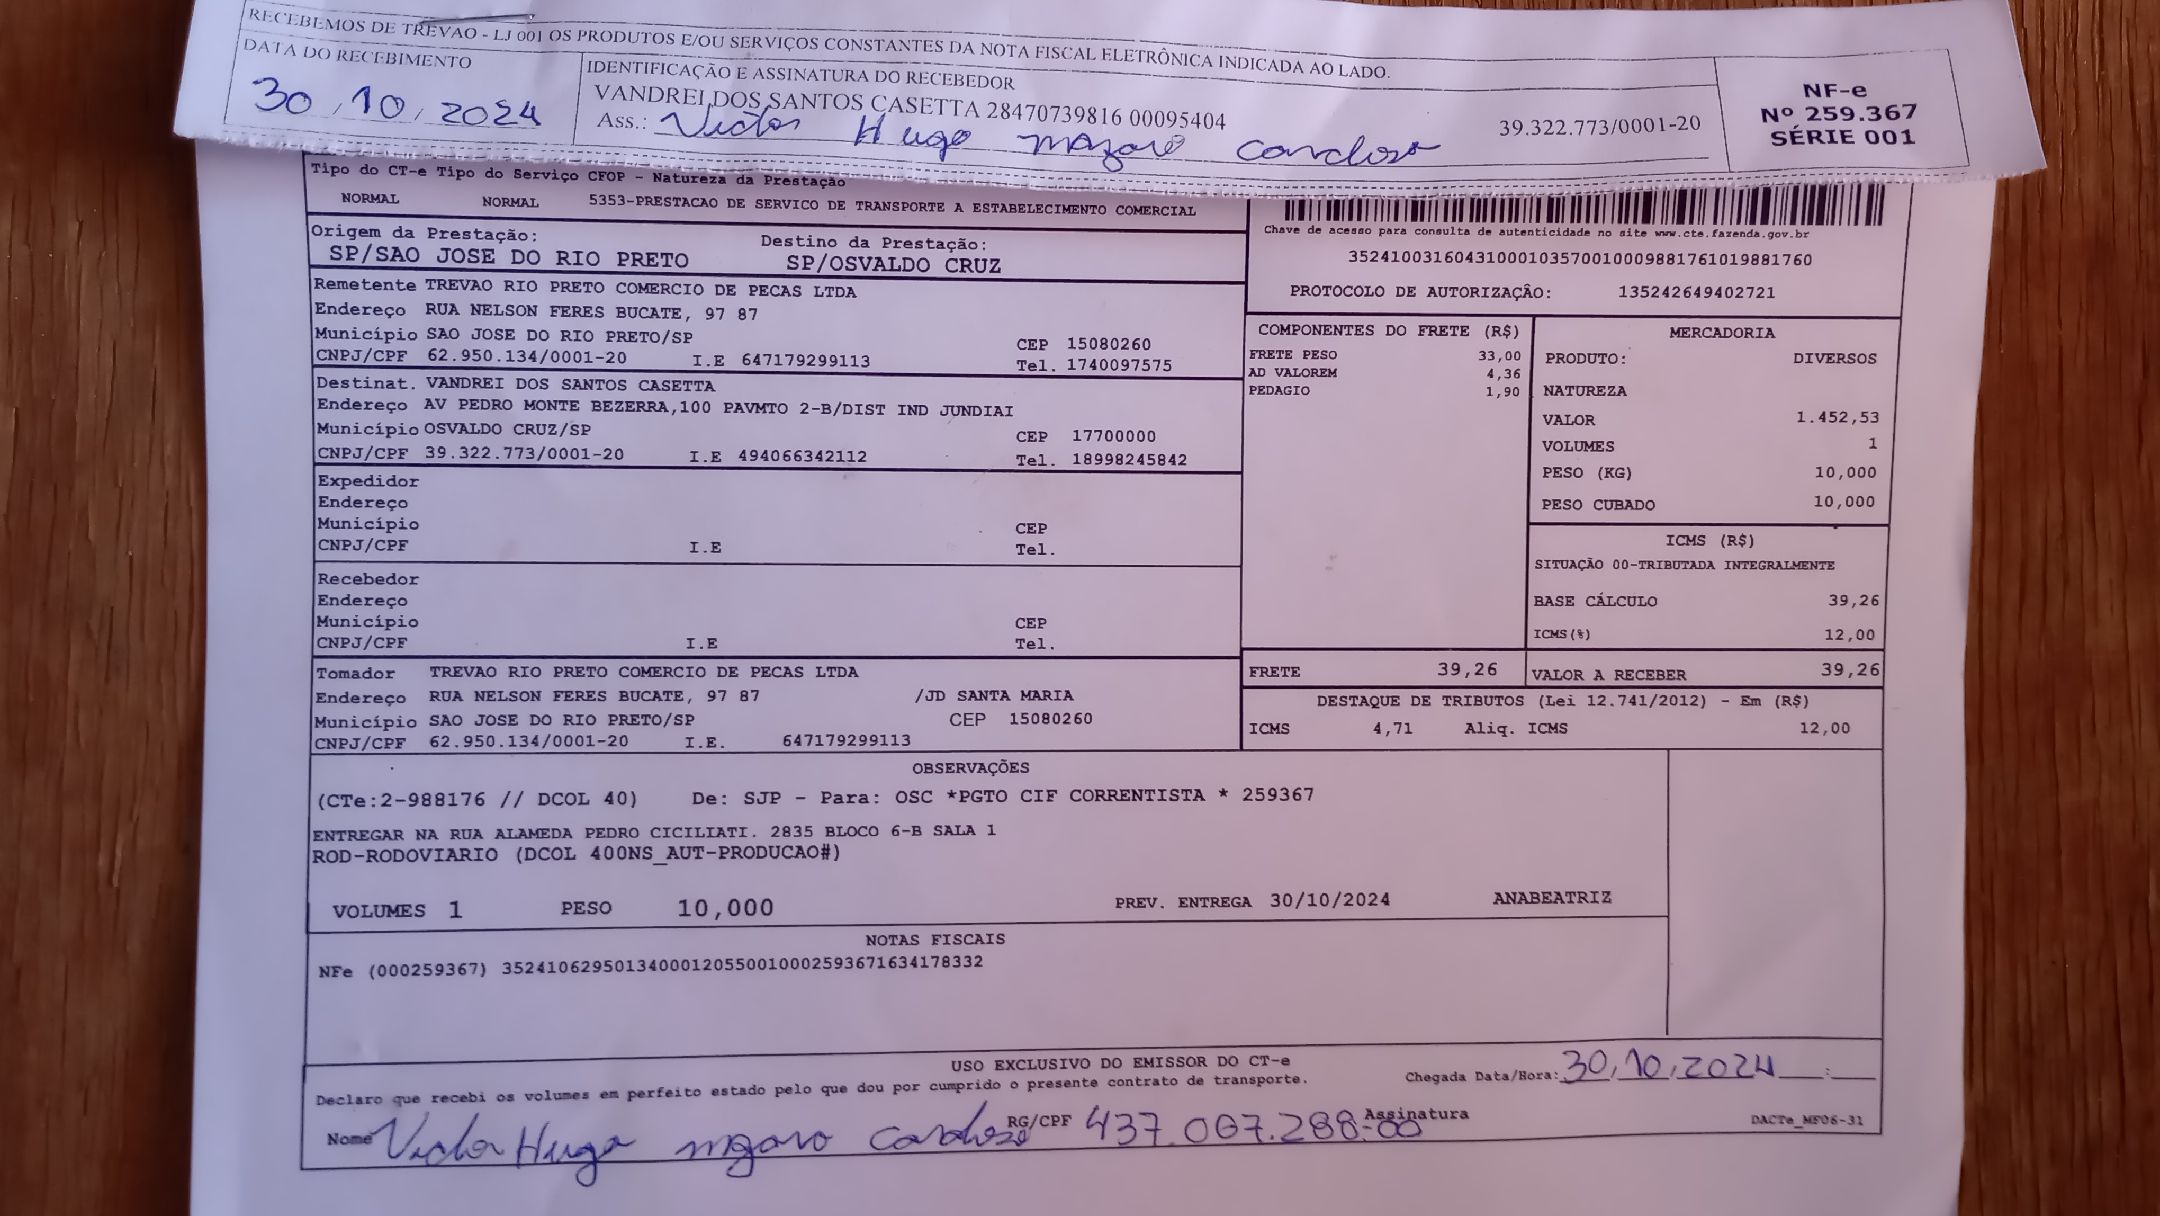 RECEBEMOS DE TREVAO - LJ 001 OS PRODUTOS E/OU SERVIÇOS CONSTANTES DA NOTA FISCAL ELETRÔNICA INDICADA AO LADO.
DATA DO RECEBIMENTO
30/10/2024
IDENTIFICAÇÃO E ASSINATURA DO RECEBEDOR
VANDREI DOS SANTOS CASETTA 28470739816 00095404
Ass.: Victor Hugo Cardoso
39.322.773/0001-20
NF-e
Nº 259.367
SÉRIE 001
Tipo do CT-e Tipo do Serviço CFOP - Natureza da Prestação
NORMAL NORMAL 5353-PRESTACAO DE SERVICO DE TRANSPORTE A ESTABELECIMENTO COMERCIAL
Origem da Prestação: Destino da Prestação:
SP/SAO JOSE DO RIO PRETO SP/OSVALDO CRUZ
Chave de acesso para consulta de autenticidade no site www.cte.fazenda.gov.br
35241003160431000103570010009881761019881760
PROTOCOLO DE AUTORIZAÇÃO: 135242649402721
Remetente TREVAO RIO PRETO COMERCIO DE PECAS LTDA
Endereço RUA NELSON FERES BUCATE, 97 87
Município SAO JOSE DO RIO PRETO/SP CEP 15080260
CNPJ/CPF 62.950.134/0001-20 I.E 647179299113 Tel. 1740097575
Destinat. VANDREI DOS SANTOS CASETTA
Endereço AV PEDRO MONTE BEZERRA,100 PAVMTO 2-B/DIST IND JUNDIAI
Município OSVALDO CRUZ/SP CEP 17700000
CNPJ/CPF 39.322.773/0001-20 I.E 494066342112 Tel. 18998245842
Expedidor
Endereço
Município CEP
CNPJ/CPF I.E Tel.
Recebedor
Endereço
Município CEP
CNPJ/CPF I.E Tel.
Tomador TREVAO RIO PRETO COMERCIO DE PECAS LTDA
Endereço RUA NELSON FERES BUCATE, 97 87 /JD SANTA MARIA
Município SAO JOSE DO RIO PRETO/SP CEP 15080260
CNPJ/CPF 62.950.134/0001-20 I.E. 647179299113
COMPONENTES DO FRETE (R$)
FRETE PESO 33,00
AD VALOREM 4,36
PEDAGIO 1,90
MERCADORIA
PRODUTO: DIVERSOS
NATUREZA
VALOR 1.452,53
VOLUMES 1
PESO (KG) 10,000
PESO CUBADO 10,000
ICMS (R$)
SITUAÇÃO 00-TRIBUTADA INTEGRALMENTE
BASE CÁLCULO 39,26
ICMS(%) 12,00
FRETE 39,26 VALOR A RECEBER 39,26
DESTAQUE DE TRIBUTOS (Lei 12.741/2012) - Em (R$)
ICMS 4,71 Aliq. ICMS 12,00
OBSERVAÇÕES
(CTe:2-988176 // DCOL 40) De: SJP - Para: OSC *PGTO CIF CORRENTISTA * 259367
ENTREGAR NA RUA ALAMEDA PEDRO CICILIATI. 2835 BLOCO 6-B SALA 1
ROD-RODOVIARIO (DCOL 400NS_AUT-PRODUCAO#)
VOLUMES 1 PESO 10,000 PREV. ENTREGA 30/10/2024 ANABEATRIZ
NOTAS FISCAIS
NFe (000259367) 35241062950134000120550010002593671634178332
USO EXCLUSIVO DO EMISSOR DO CT-e
Declaro que recebi os volumes em perfeito estado pelo que dou por cumprido o presente contrato de transporte. Chegada Data/Hora: 30/10/2024 __:__
Nome Victor Hugo Cardoso RG/CPF 437.007.288-00 Assinatura DACTe_MF06-31